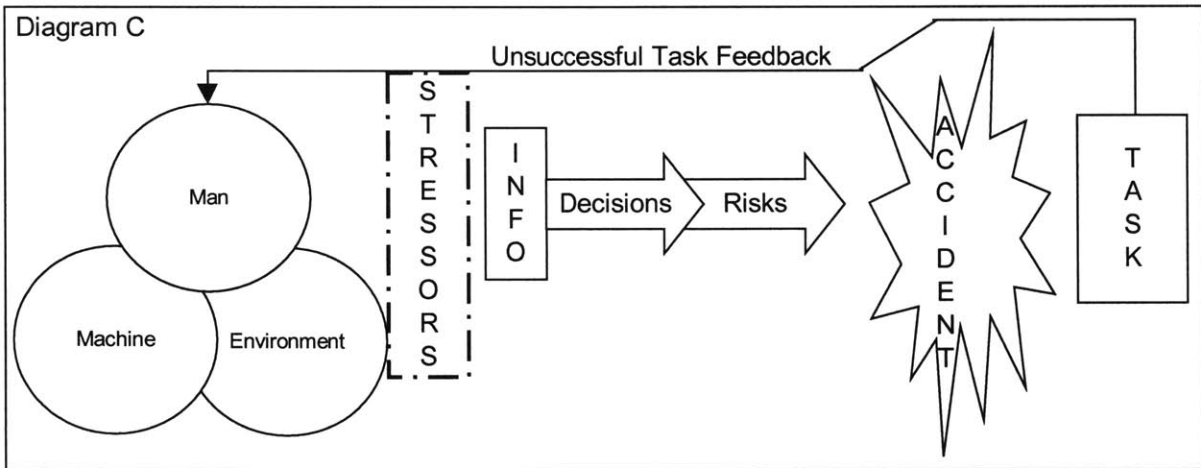 Diagram C
Unsuccessful Task Feedback
STRESSORS
INFO
Man
Machine
Environment
Decisions
Risks
ACCIDENT
TASK